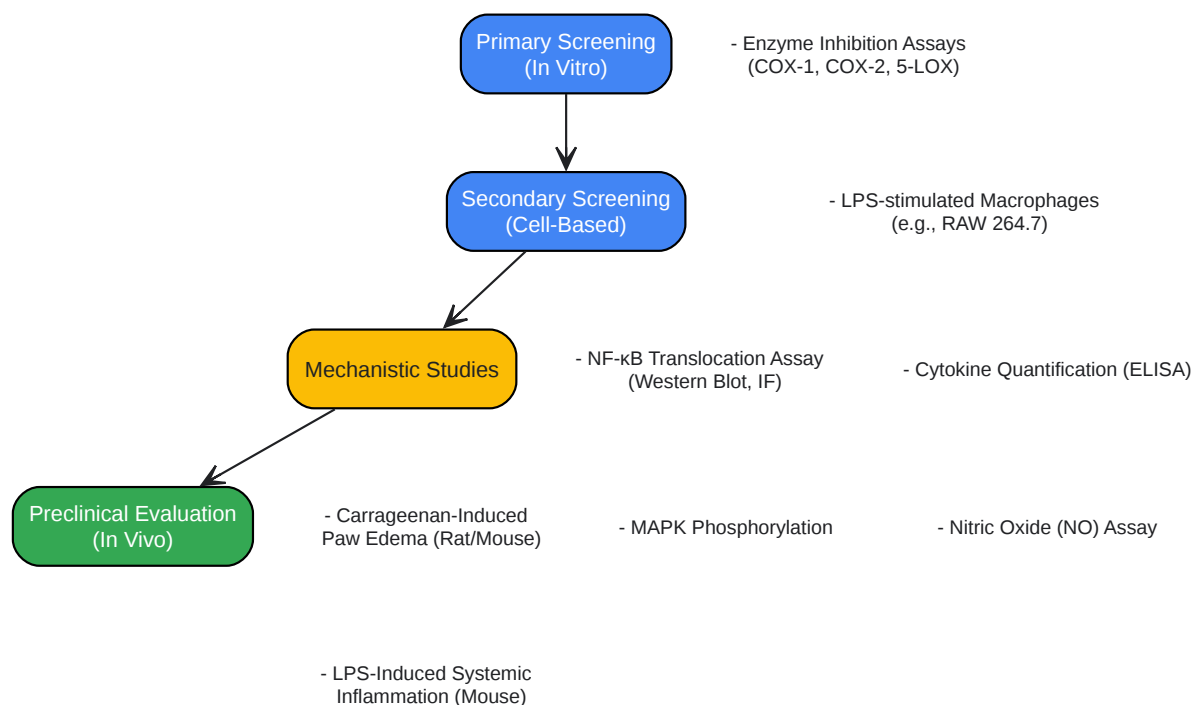 Primary Screening
(In Vitro)
- Enzyme Inhibition Assays
(COX-1, COX-2, 5-LOX)
Secondary Screening
(Cell-Based)
- LPS-stimulated Macrophages
(e.g., RAW 264.7)
Mechanistic Studies
- NF-κB Translocation Assay
(Western Blot, IF)
- Cytokine Quantification (ELISA)
Preclinical Evaluation
(In Vivo)
- Carrageenan-Induced
Paw Edema (Rat/Mouse)
- MAPK Phosphorylation
- Nitric Oxide (NO) Assay
- LPS-Induced Systemic
Inflammation (Mouse)